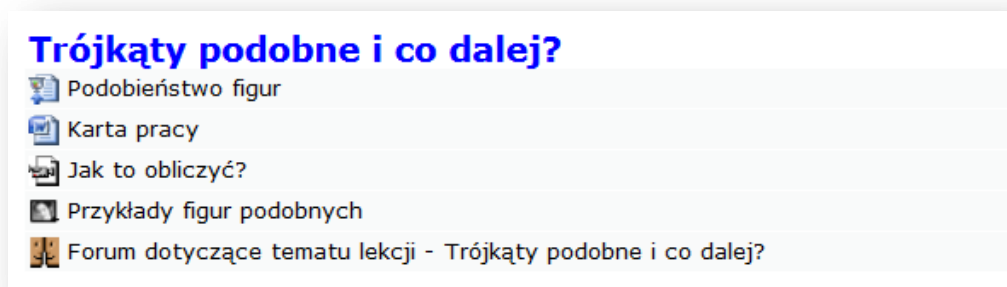 Trójkąty podobne i co dalej?
Podobieństwo figur
Karta pracy
Jak to obliczyć?
Przykłady figur podobnych
Forum dotyczące tematu lekcji - Trójkąty podobne i co dalej?